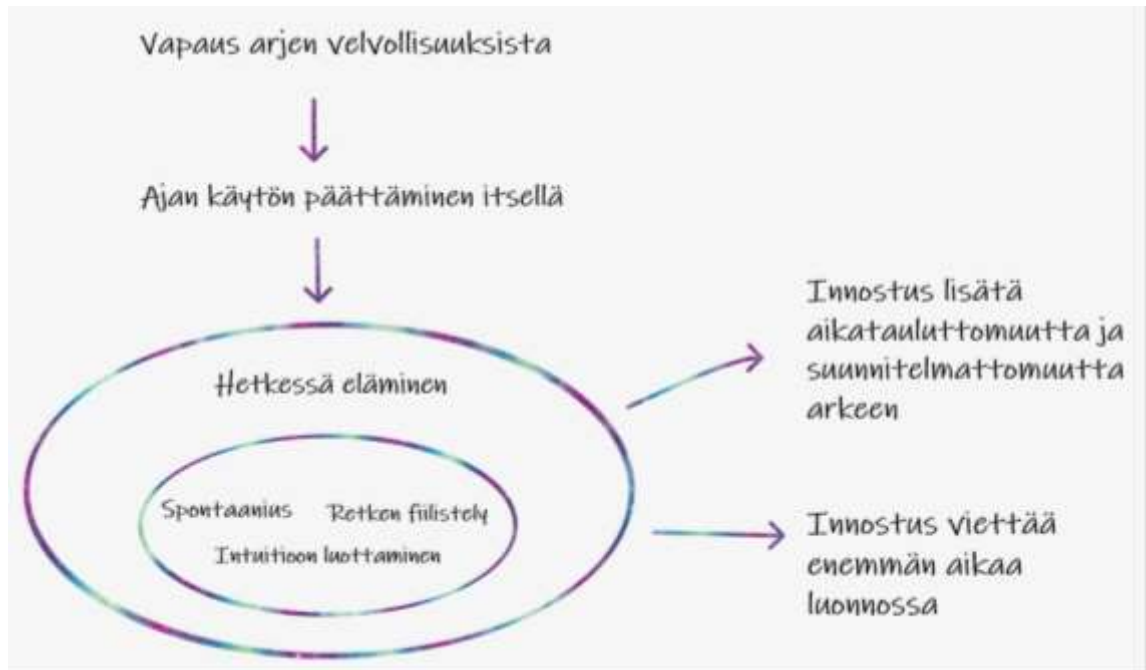 Vapaus arjen velvollisuuksista
Ajan käytön päättäminen itsellä
Hetkessä eläminen
Spontaanius
Retken fiilistely
Intuitioon luottaminen
Innostus lisätä
aikatauluttomuutta ja
suunnitelmattomuutta
arkeen
Innostus viettää
enemmän aikaa
luonnossa